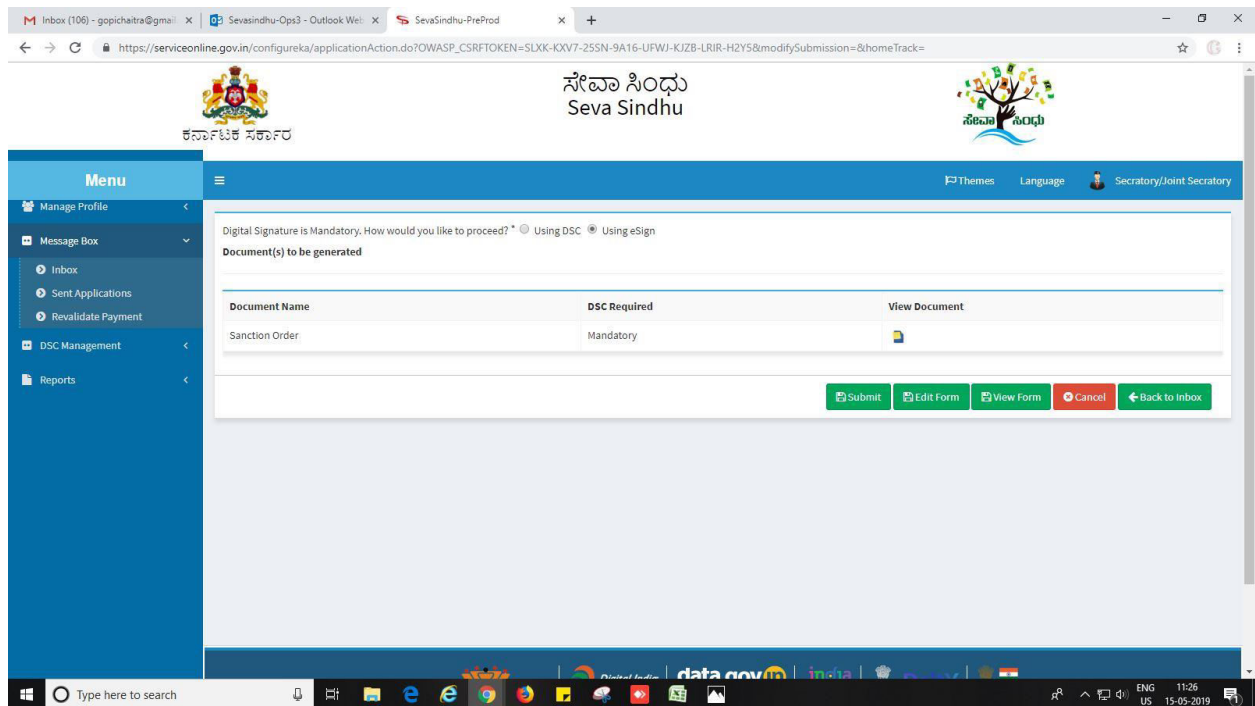 Inbox (106) - gopichaitra@gmail
Sevasindhu-Ops3 - Outlook Web
SevaSindhu-PreProd
https://serviceonline.gov.in/configureka/applicationAction.do?OWASP_CSRFTOKEN=SLXK-KXV7-25SN-9A16-UFWJ-KJZB-LRIR-H2Y5&modifySubmission=&homeTrack=
ಕರ್ನಾಟಕ ಸರ್ಕಾರ
ಸೇವಾ ಸಿಂಧು
Seva Sindhu
ಸೇವಾ ಸಿಂಧು
Menu
Themes Language Secratory/Joint Secratory
Manage Profile
Message Box
Inbox
Sent Applications
Revalidate Payment
DSC Management
Reports
Digital Signature is Mandatory. How would you like to proceed? * Using DSC Using eSign
Document(s) to be generated
Document Name DSC Required View Document
Sanction Order Mandatory
Submit Edit Form View Form Cancel Back to Inbox
Digital India data.gov.in india
Type here to search
ENG 11:26
US 15-05-2019